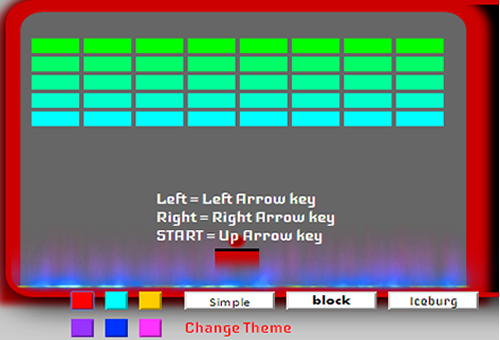 Left = Left Arrow key
Right = Right Arrow key
START = Up Arrow key
Simple
block
Iceburg
Change Theme